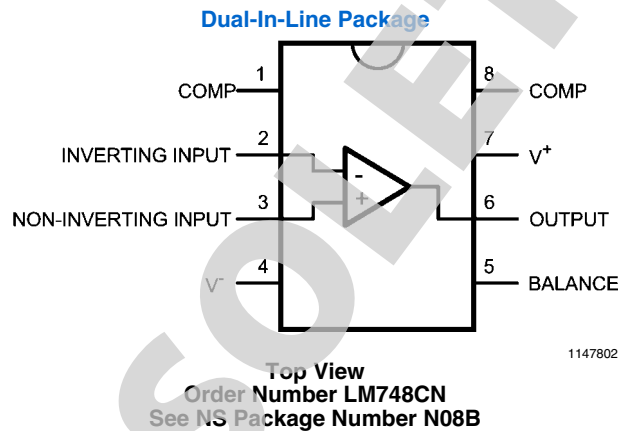 Dual-In-Line Package
1
COMP
8
COMP
2
INVERTING INPUT
7
V+
-
+
3
NON-INVERTING INPUT
6
OUTPUT
4
V-
5
BALANCE
1147802
Top View
Order Number LM748CN
See NS Package Number N08B
SOLET